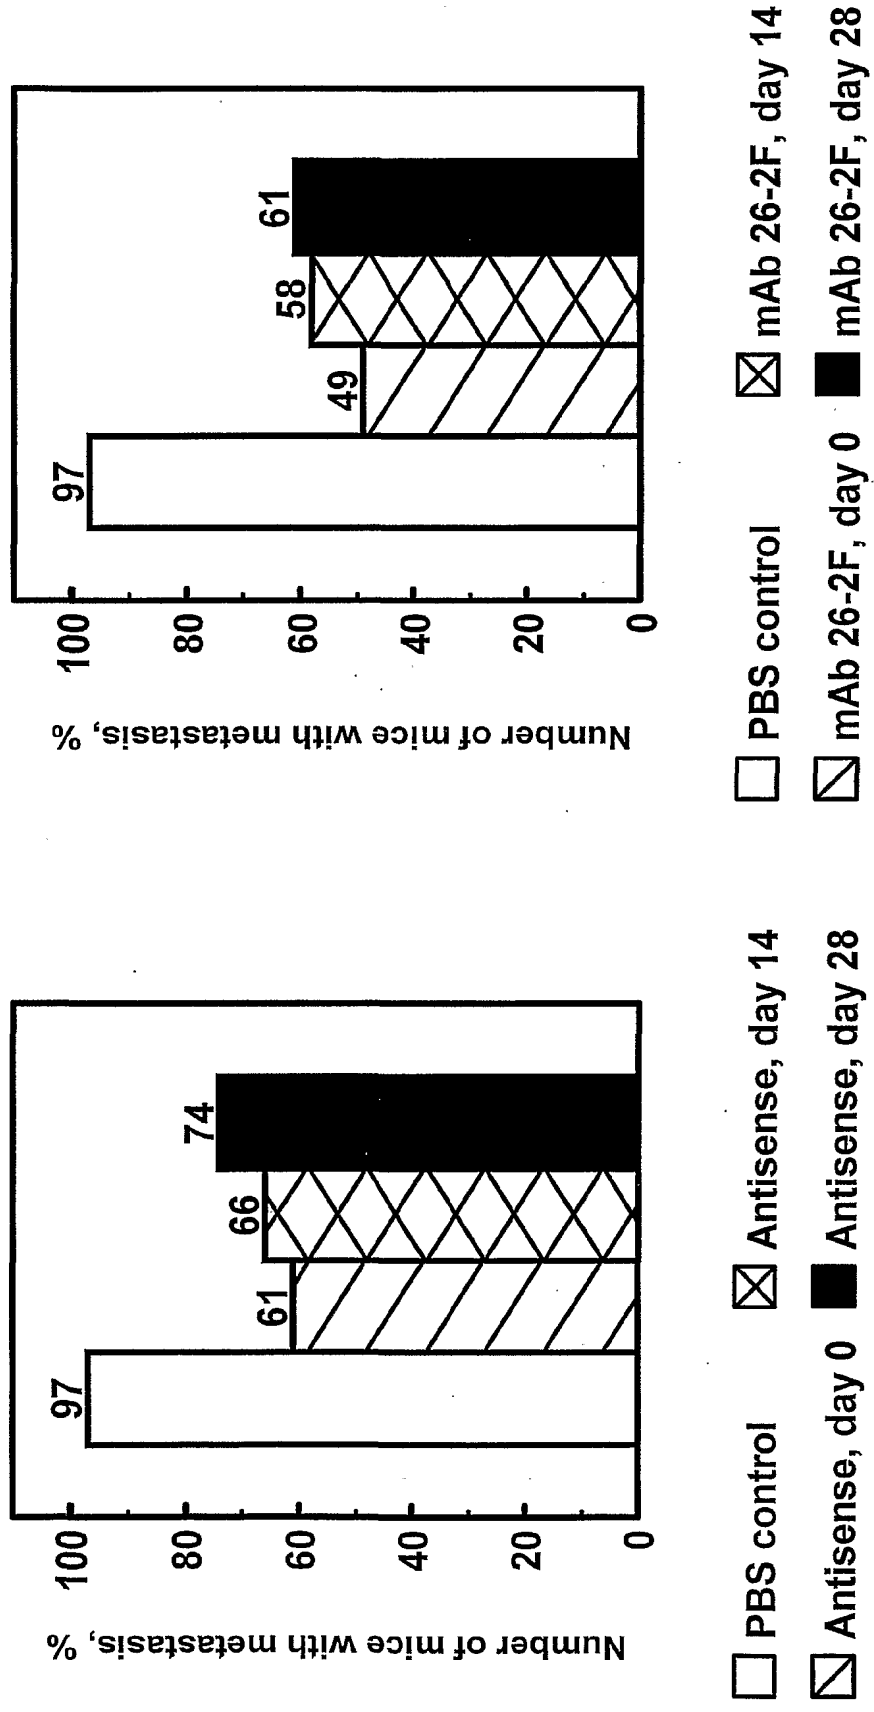 Number of mice with metastasis, %
100
80
60
40
20
0
97
61
66
74
PBS control
Antisense, day 14
Antisense, day 0
Antisense, day 28
Number of mice with metastasis, %
100
80
60
40
20
0
97
49
58
61
PBS control
mAb 26-2F, day 14
mAb 26-2F, day 0
mAb 26-2F, day 28